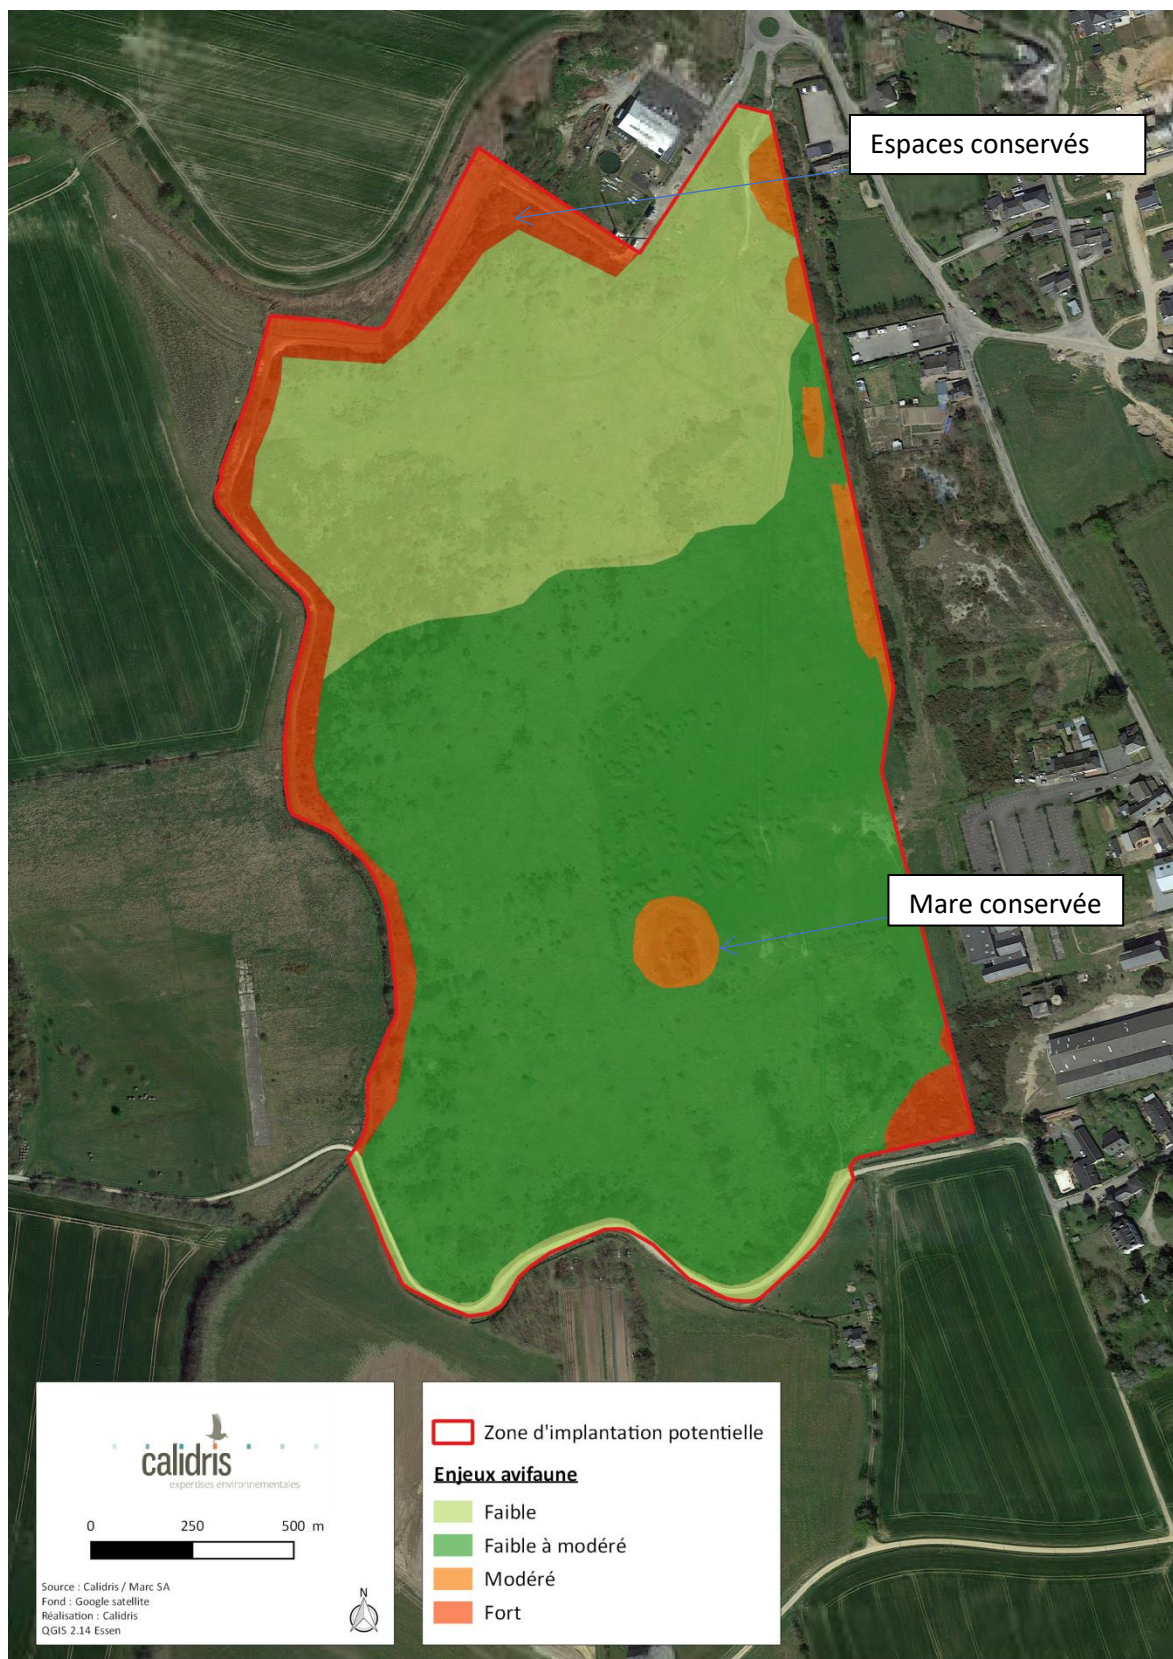 Espaces conservés
Mare conservée
calidris
expertises environnementales
0 250 500 m
Source : Calidris / Marc SA
Fond : Google satellite
Réalisation : Calidris
QGIS 2.14 Essen
N
Zone d'implantation potentielle
Enjeux avifaune
Faible
Faible à modéré
Modéré
Fort